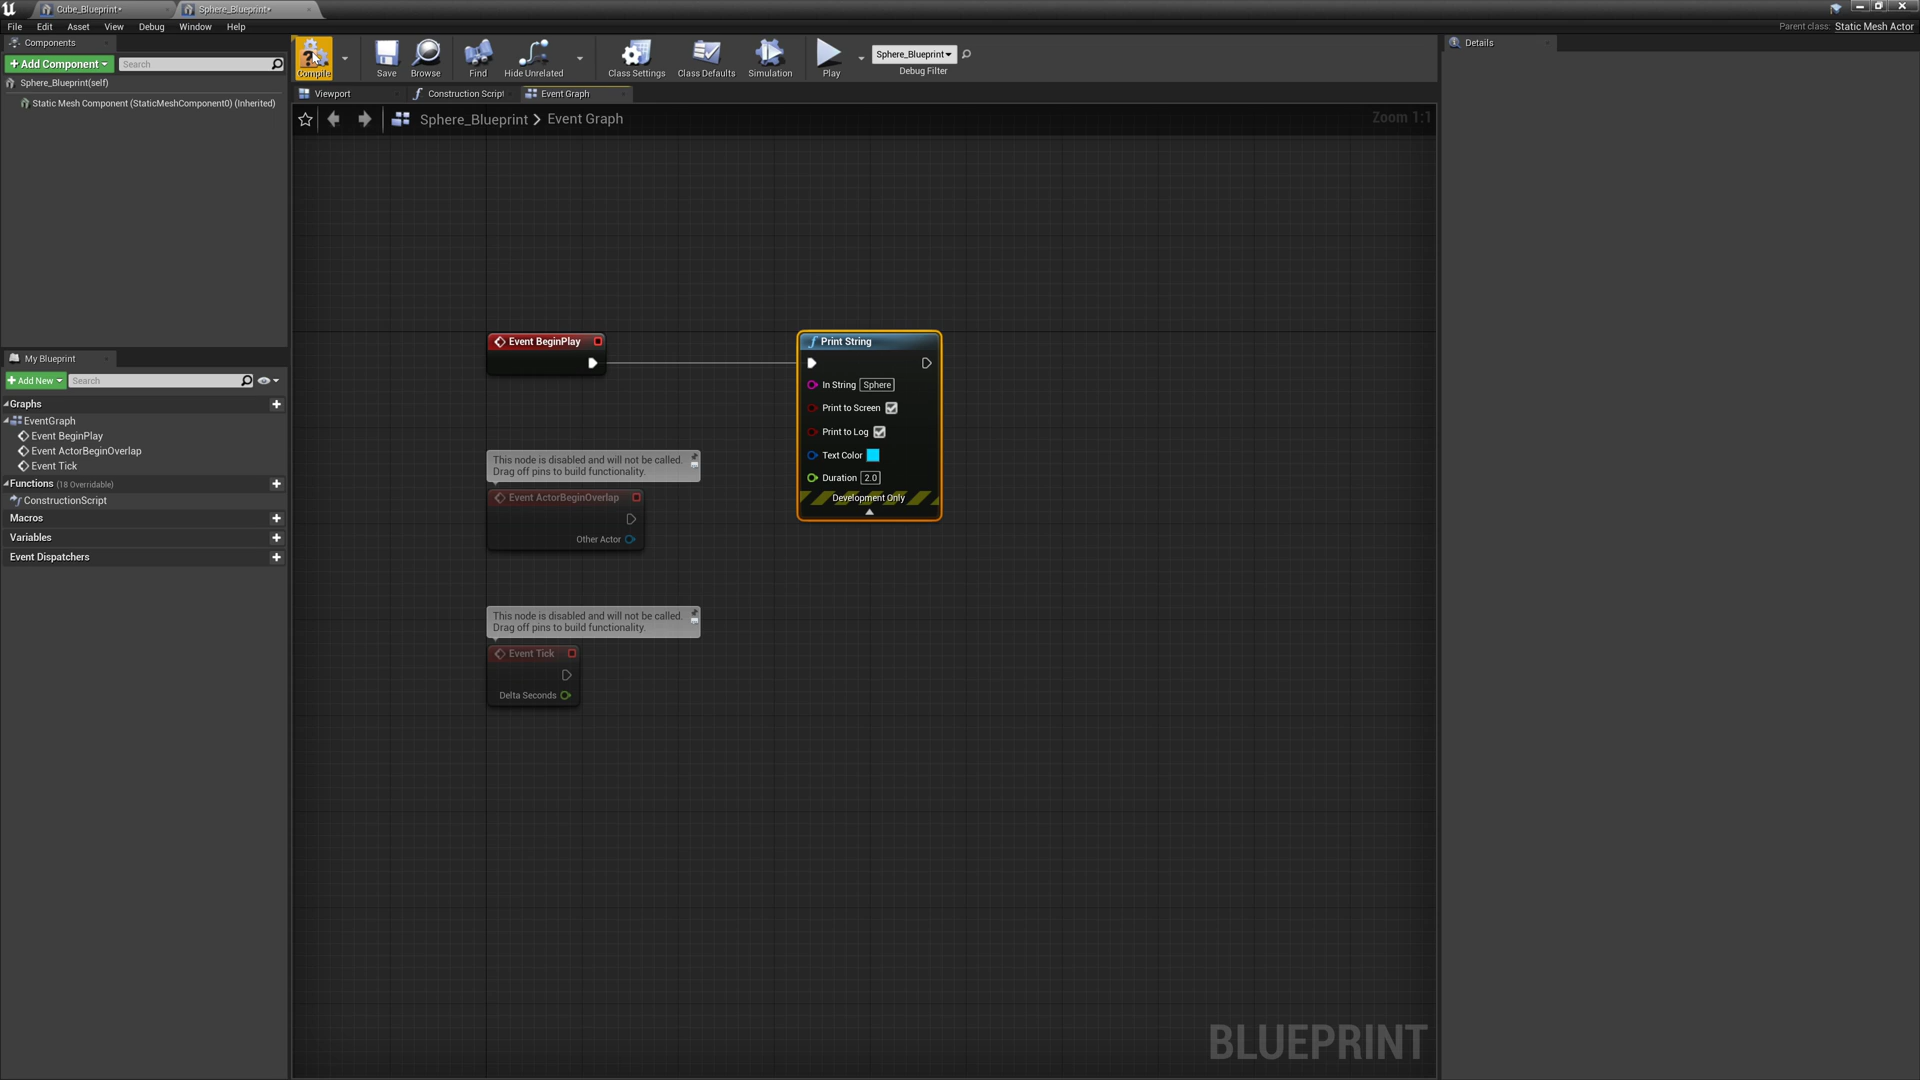 Cube_Blueprint*
Sphere_Blueprint*
File Edit Asset View Debug Window Help
Parent class: Static Mesh Actor
Components
Add Component
Search
Sphere_Blueprint(self)
Static Mesh Component (StaticMeshComponent0) (Inherited)
Compile
Save
Browse
Find
Hide Unrelated
Class Settings
Class Defaults
Simulation
Play
Sphere_Blueprint
Debug Filter
Viewport
Construction Script
Event Graph
Sphere_Blueprint > Event Graph
Zoom 1:1
Details
My Blueprint
Add New
Search
Graphs
EventGraph
Event BeginPlay
Event ActorBeginOverlap
Event Tick
Functions (18 Overridable)
ConstructionScript
Macros
Variables
Event Dispatchers
Event BeginPlay
Print String
In String Sphere
Print to Screen
Print to Log
Text Color
Duration 2.0
Development Only
This node is disabled and will not be called.
Drag off pins to build functionality.
Event ActorBeginOverlap
Other Actor
This node is disabled and will not be called.
Drag off pins to build functionality.
Event Tick
Delta Seconds
BLUEPRINT